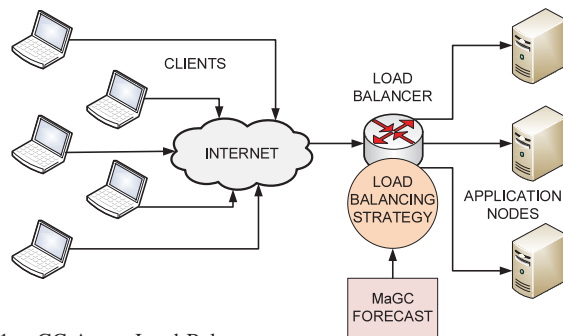 CLIENTS
LOAD
BALANCER
INTERNET
LOAD
BALANCING
STRATEGY
APPLICATION
NODES
MaGC
FORECAST